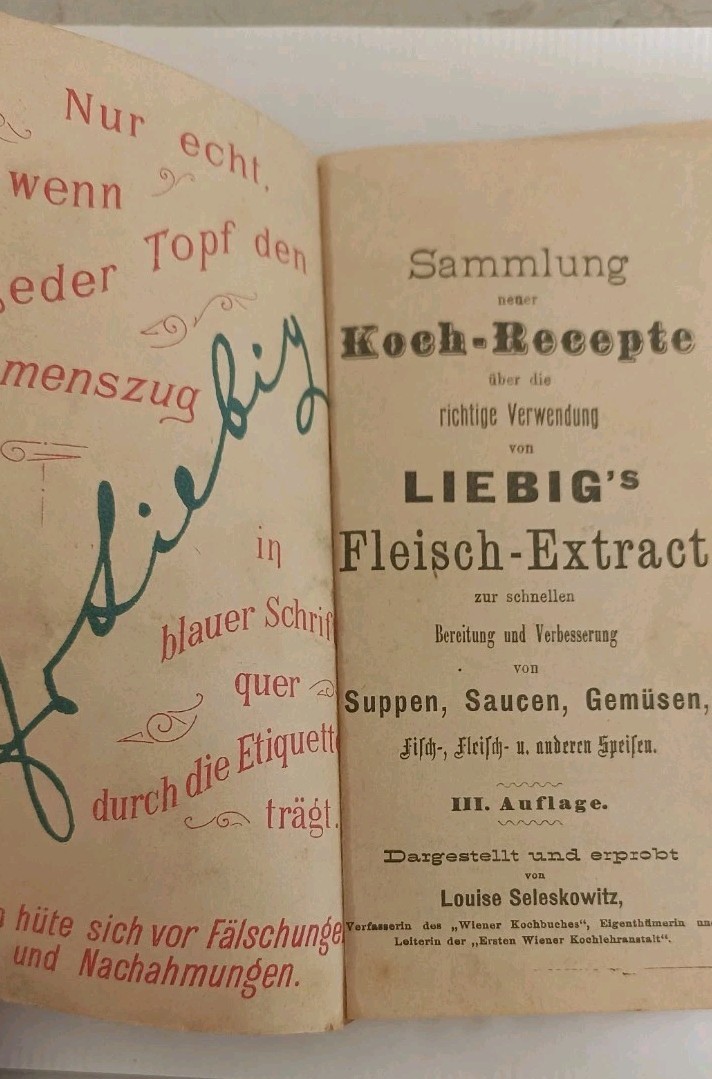 Nur echt,
wenn
jeder Topf den
menszug
J v Liebig
in
blauer Schrif
quer
durch die Etiquett
trägt.
hüte sich vor Fälschunge
und Nachahmungen.
Sammlung
neuer
Koch-Recepte
über die
richtige Verwendung
von
LIEBIG's
Fleisch-Extract
zur schnellen
Bereitung und Verbesserung
von
Suppen, Saucen, Gemüsen,
Fisch-, Fleisch- u. anderen Speisen.
III. Auflage.
Dargestellt und erprobt
von
Louise Seleskowitz,
Verfasserin des „Wiener Kochbuches“, Eigenthümerin un
Leiterin der „Ersten Wiener Kochlehranstalt“.